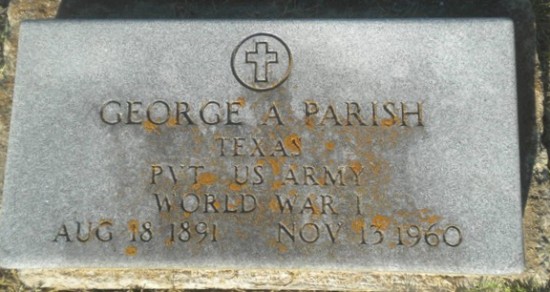 GEORGE A PARISH
TEXAS
PVT US ARMY
WORLD WAR I
AUG 18 1891 NOV 13 1960